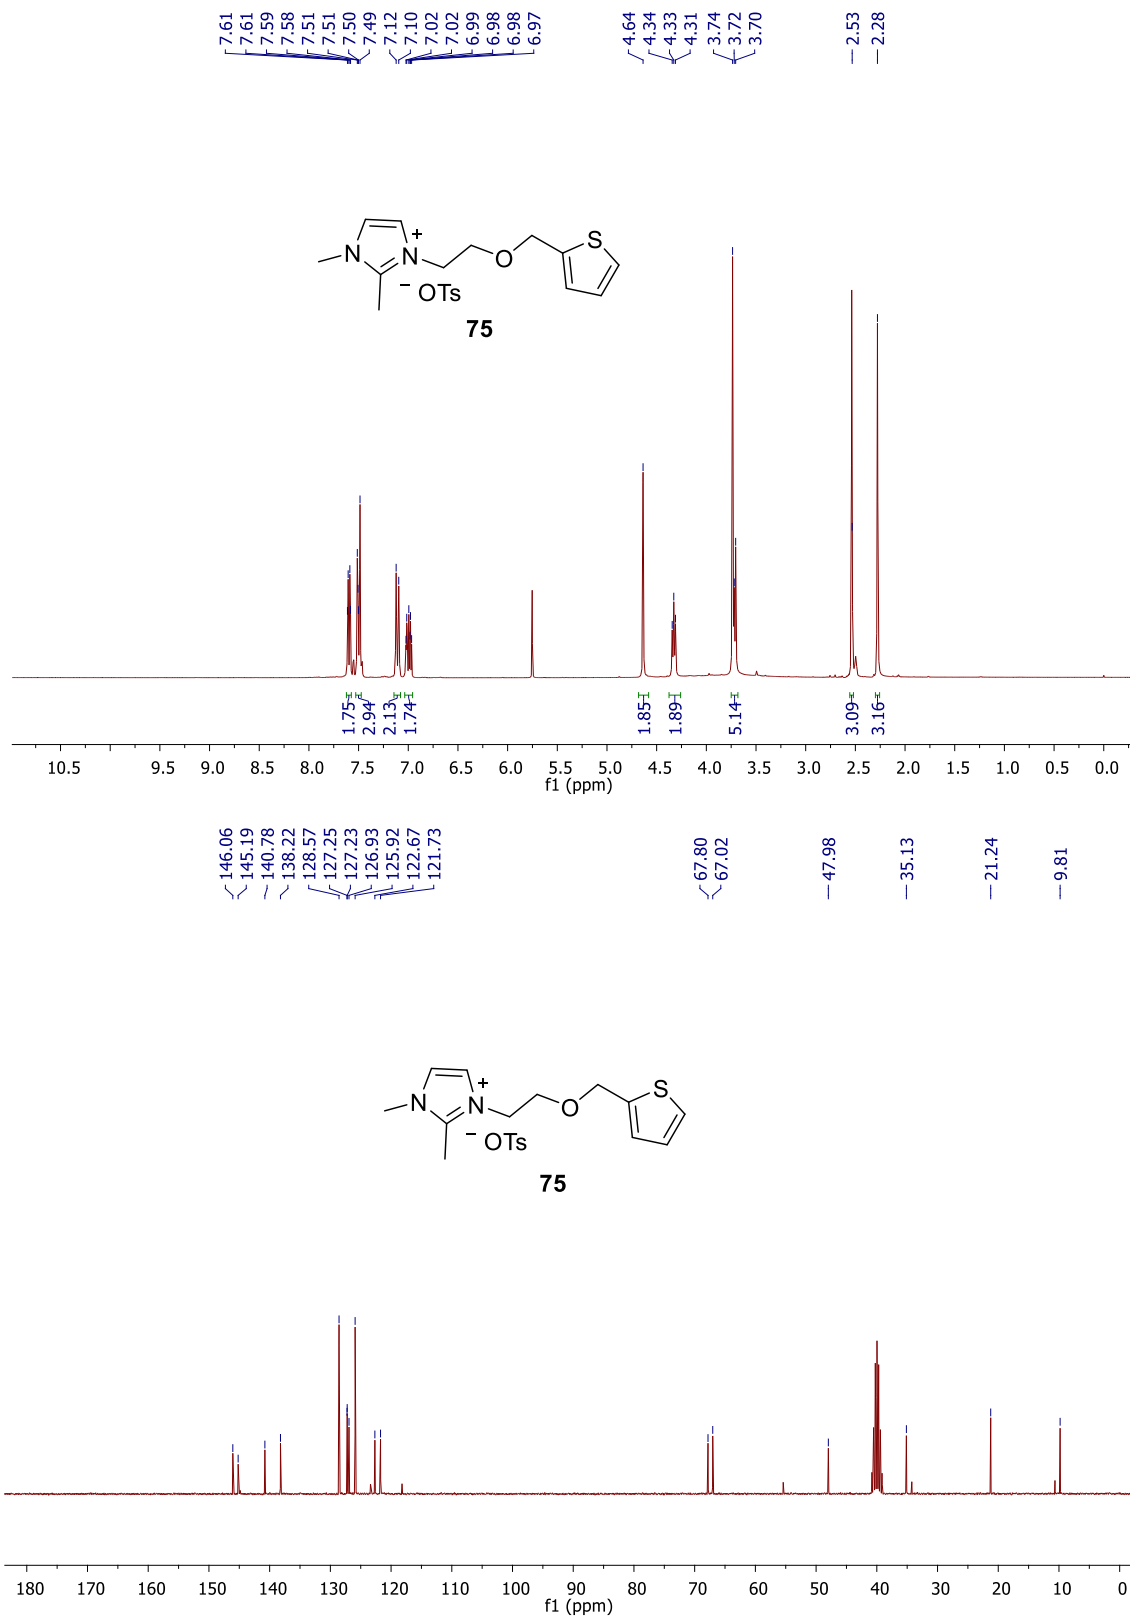 7.61 7.61 7.59 7.58 7.51 7.51 7.50 7.49 7.12 7.10 7.02 7.02 6.99 6.98 6.98 6.97 4.64 4.34 4.33 4.31 3.74 3.72 3.70 2.53 2.28
S
+
N
N
O
− OTs
75
1.75 2.94 2.13 1.74 1.85 1.89 5.14 3.09 3.16
10.5 9.5 9.0 8.5 8.0 7.5 7.0 6.5 6.0 5.5 5.0 4.5 4.0 3.5 3.0 2.5 2.0 1.5 1.0 0.5 0.0
f1 (ppm)
146.06 145.19 140.78 138.22 128.57 127.25 127.23 126.93 125.92 122.67 121.73 67.80 67.02 47.98 35.13 21.24 9.81
+
S
N
N
O
− OTs
75
180 170 160 150 140 130 120 110 100 90 80 70 60 50 40 30 20 10 0
f1 (ppm)